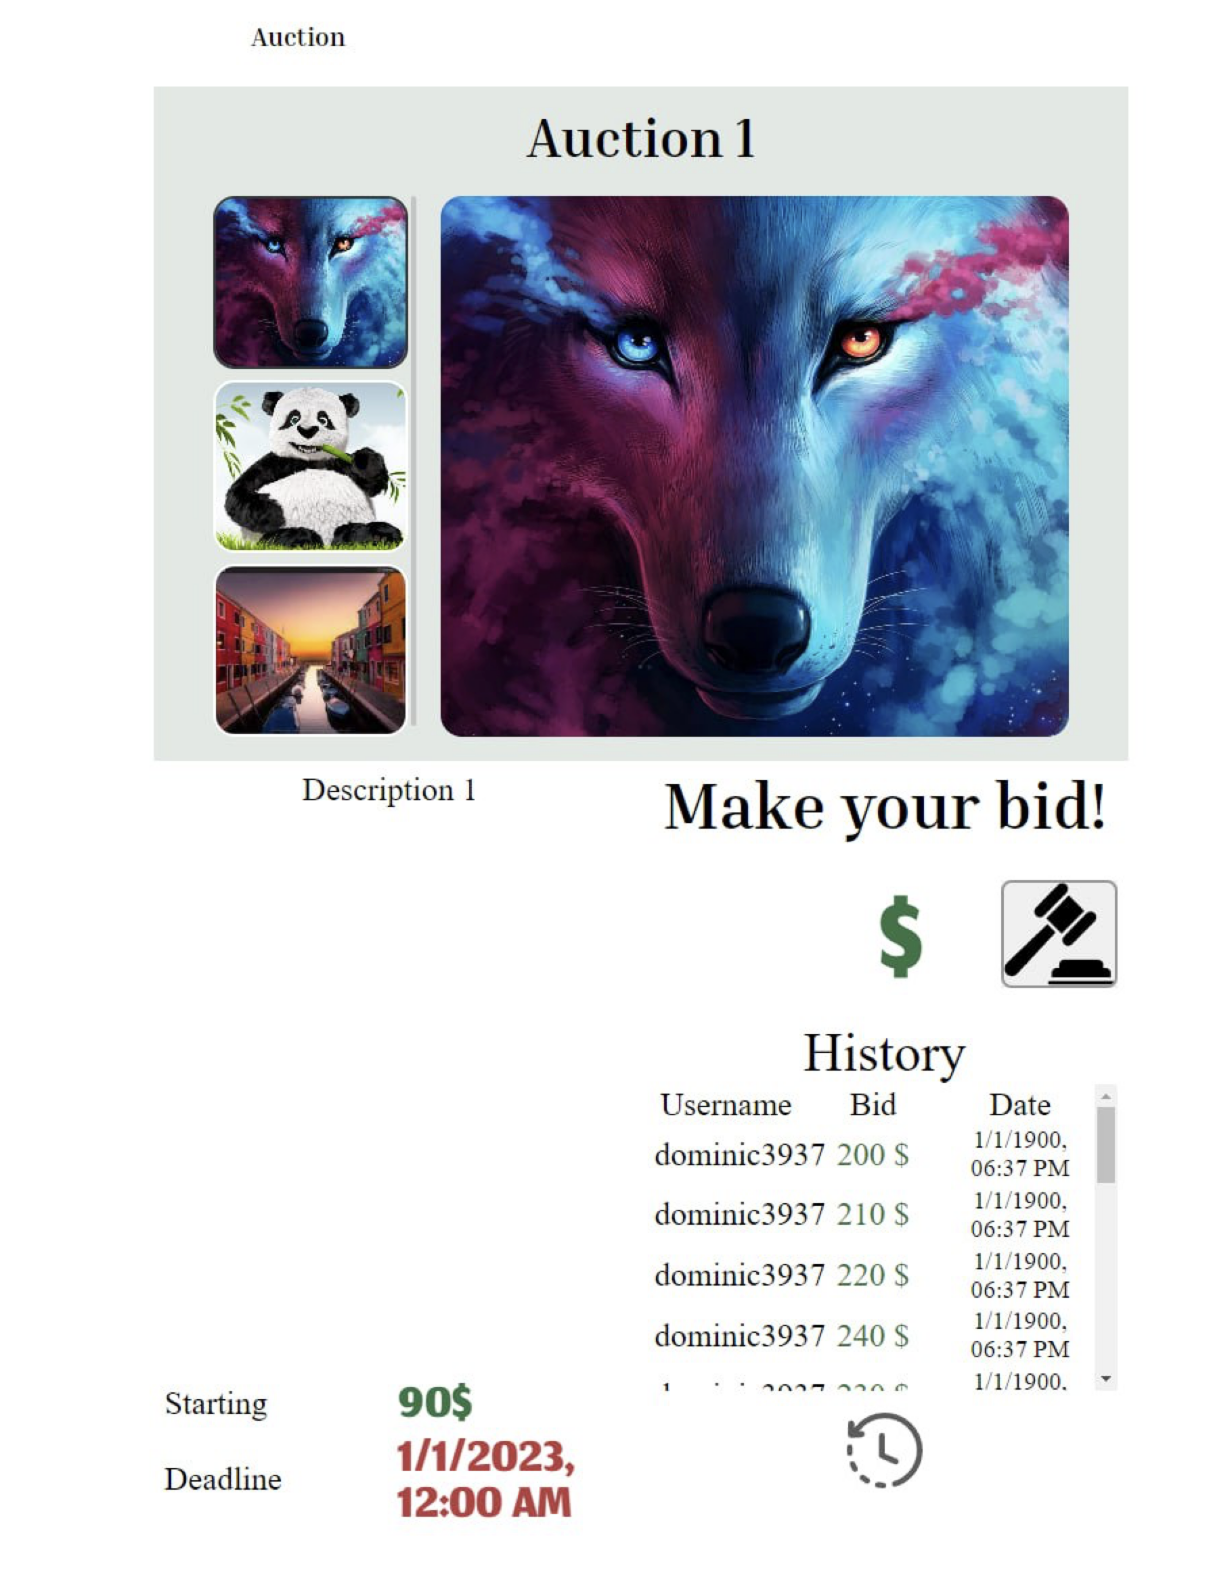 Auction
Auction 1
Description 1
Make your bid!
$
History
Username Bid Date
dominic3937 200 $ 1/1/1900, 06:37 PM
dominic3937 210 $ 1/1/1900, 06:37 PM
dominic3937 220 $ 1/1/1900, 06:37 PM
dominic3937 240 $ 1/1/1900, 06:37 PM
1/1/1900,
Starting 90$
Deadline 1/1/2023, 12:00 AM